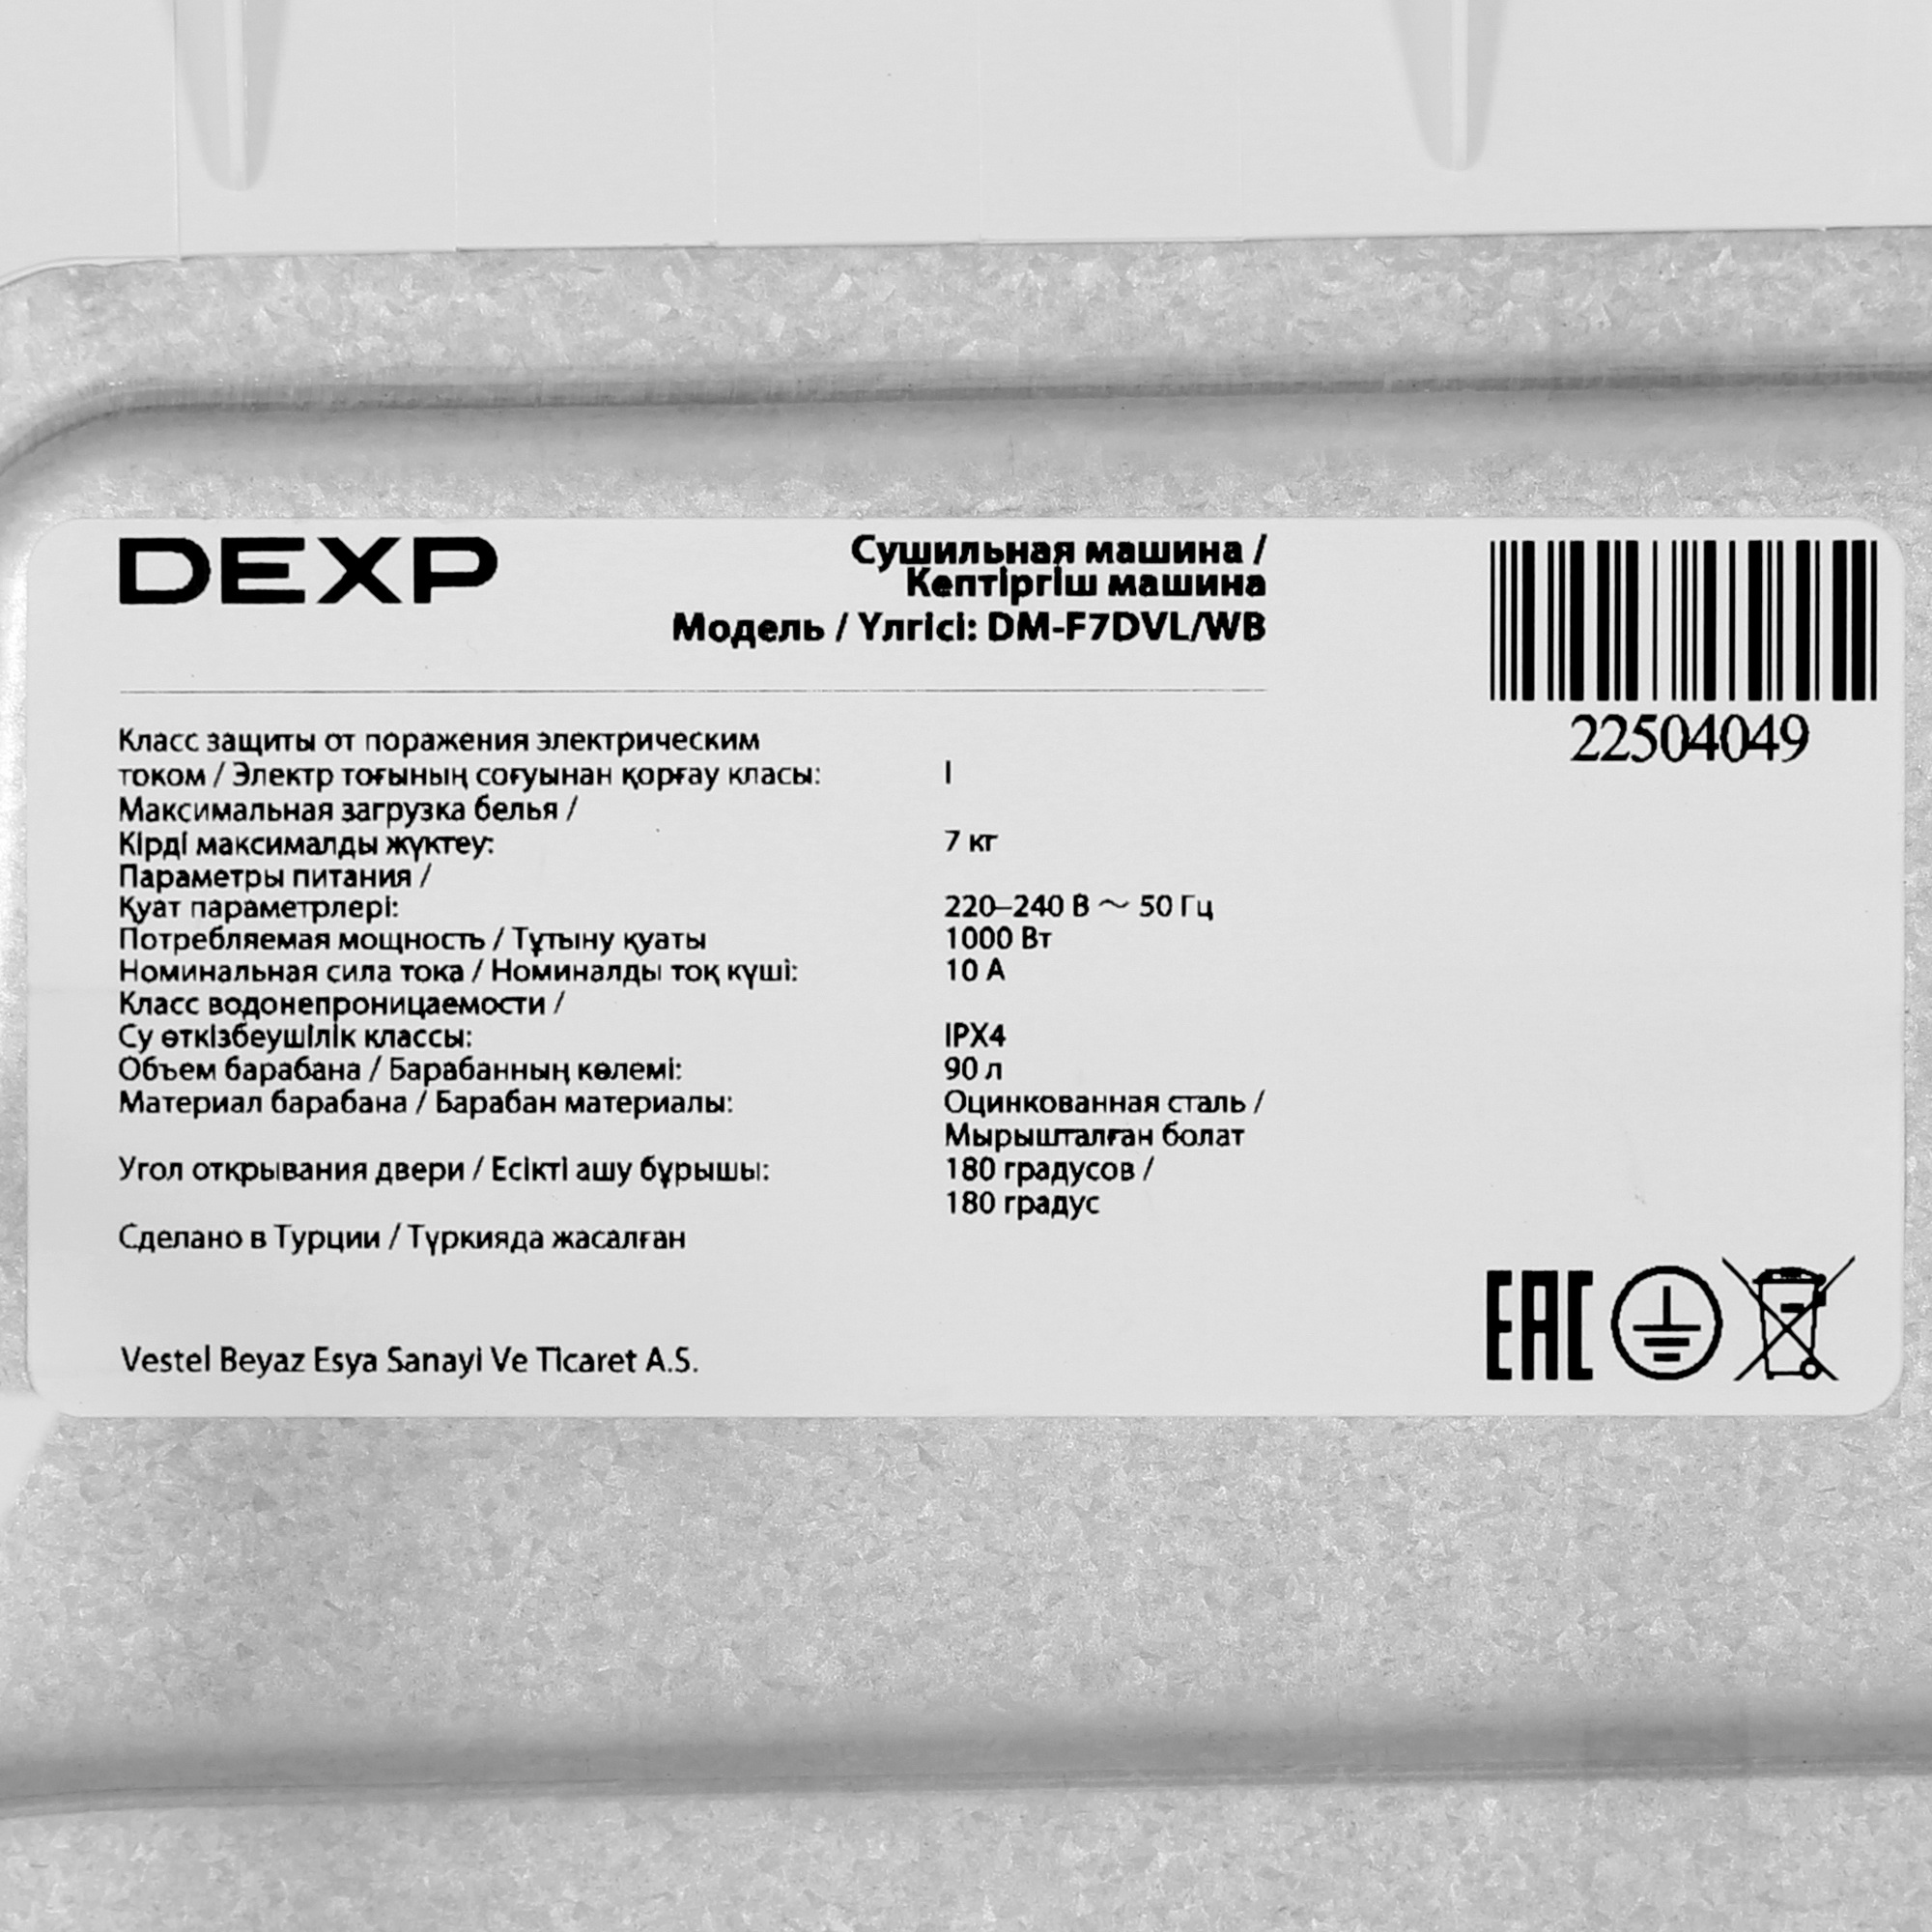 DEXP
Сушильная машина /
Кептіргіш машина
Модель / Үлгісі: DM-F7DVL/WB
22504049
Класс защиты от поражения электрическим
током / Электр тоғының соғуынан қорғау класы: I
Максимальная загрузка белья /
Кірді максималды жүктеу: 7 кг
Параметры питания /
Қуат параметрлері: 220–240 В ~ 50 Гц
Потребляемая мощность / Тұтыну қуаты 1000 Вт
Номинальная сила тока / Номиналды тоқ күші: 10 А
Класс водонепроницаемости /
Су өткізбеушілік классы: IPX4
Объем барабана / Барабанның көлемі: 90 л
Материал барабана / Барабан материалы: Оцинкованная сталь /
Мырышталған болат
Угол открывания двери / Есікті ашу бұрышы: 180 градусов /
180 градус
Сделано в Турции / Түркияда жасалған
Vestel Beyaz Esya Sanayi Ve Ticaret A.S.
EAC